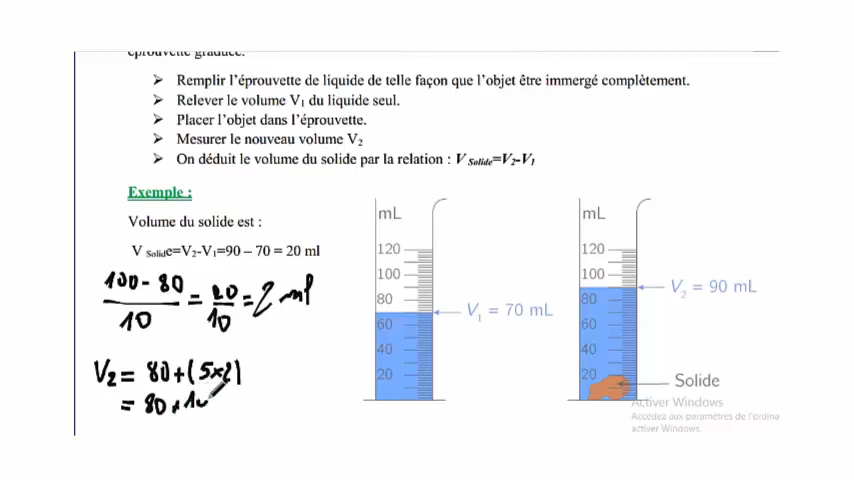 éprouvette graduée.
➤ Remplir l'éprouvette de liquide de telle façon que l'objet être immergé complètement.
➤ Relever le volume V1 du liquide seul.
➤ Placer l'objet dans l'éprouvette.
➤ Mesurer le nouveau volume V2
➤ On déduit le volume du solide par la relation : V Solide=V2-V1
Exemple :
Volume du solide est :
V Solide=V2-V1=90 – 70 = 20 ml
100 - 80 / 10 = 20 / 10 = 2 ml
V2 = 80 + (5x2)
= 80 + 10
mL
120
100
80
60
40
20
V1 = 70 mL
mL
120
100
80
60
40
20
V2 = 90 mL
Solide
Activer Windows
Accédez aux paramètres de l'ordina
activer Windows.